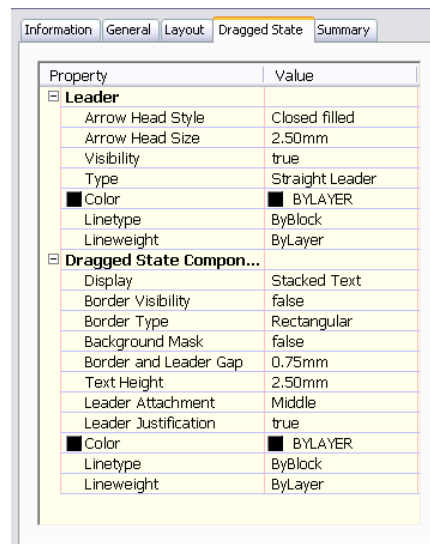 Information General Layout Dragged State Summary
Property Value
Leader
Arrow Head Style Closed filled
Arrow Head Size 2.50mm
Visibility true
Type Straight Leader
Color BYLAYER
Linetype ByBlock
Lineweight ByLayer
Dragged State Compon...
Display Stacked Text
Border Visibility false
Border Type Rectangular
Background Mask false
Border and Leader Gap 0.75mm
Text Height 2.50mm
Leader Attachment Middle
Leader Justification true
Color BYLAYER
Linetype ByBlock
Lineweight ByLayer